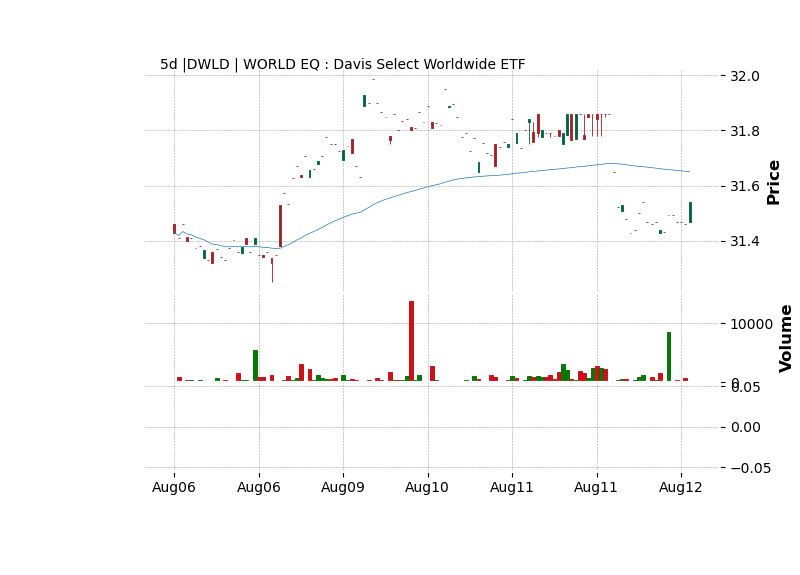 5d |DWLD | WORLD EQ : Davis Select Worldwide ETF
32.0
31.8
31.6
31.4
Price
10000
0
Volume
0.05
0.00
−0.05
Aug06 Aug06 Aug09 Aug10 Aug11 Aug11 Aug12